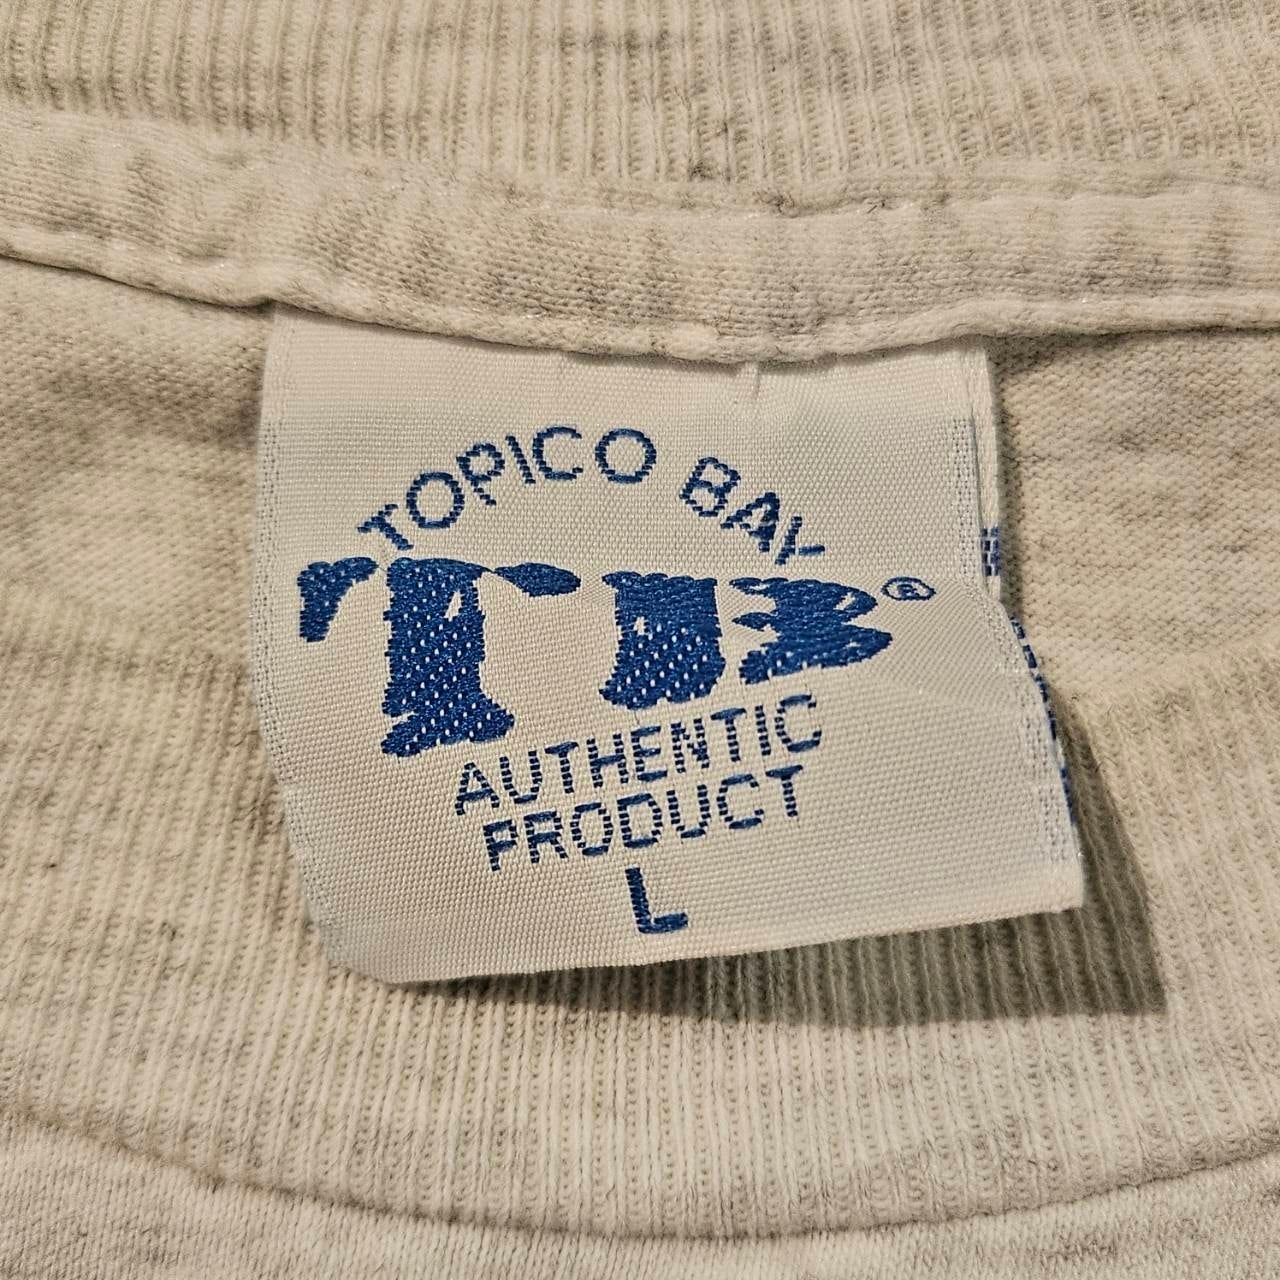 TOPICO BAY
TB®
AUTHENTIC
PRODUCT
L